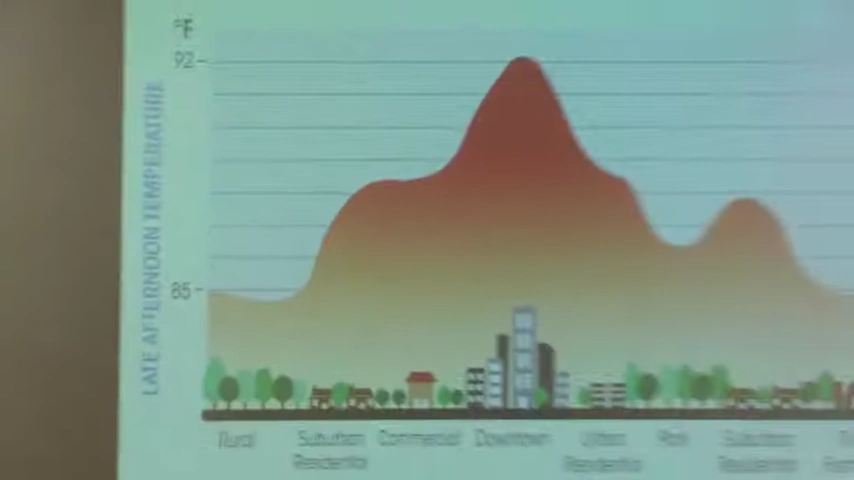 °F
92
LATE AFTERNOON TEMPERATURE
85
Rural
Suburban
Residential
Commercial
Downtown
Urban
Residential
Park
Suburban
Residential